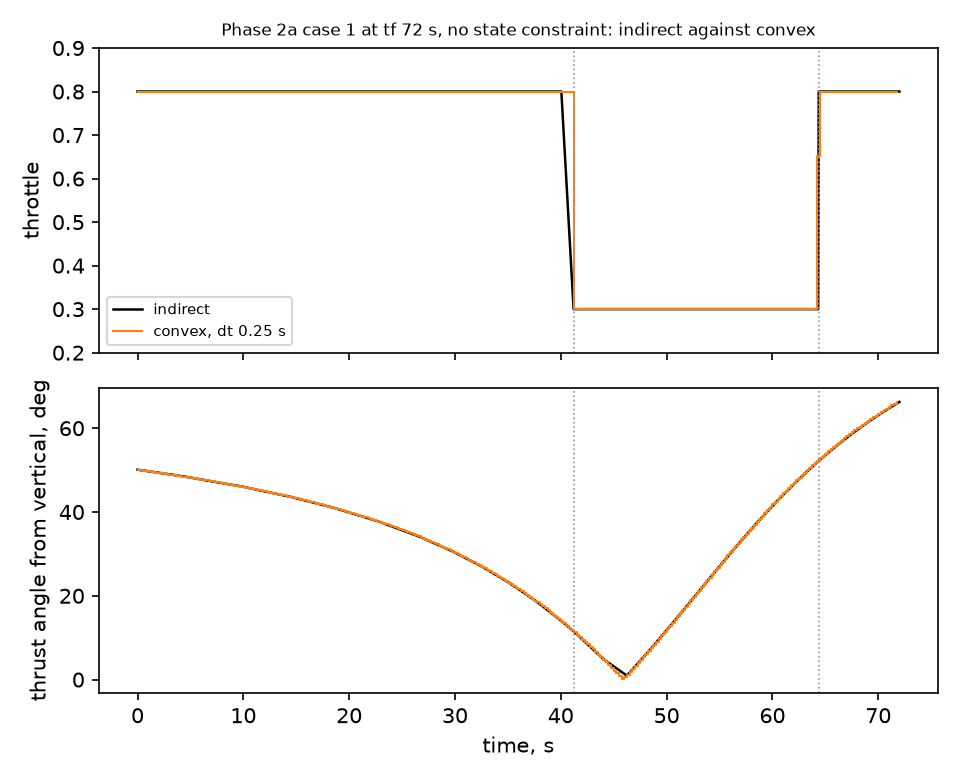 Phase 2a case 1 at tf 72 s, no state constraint: indirect against convex
0.9
0.8
0.7
0.6
0.5
0.4
0.3
0.2
throttle
indirect
convex, dt 0.25 s
60
40
20
0
thrust angle from vertical, deg
0 10 20 30 40 50 60 70
time, s